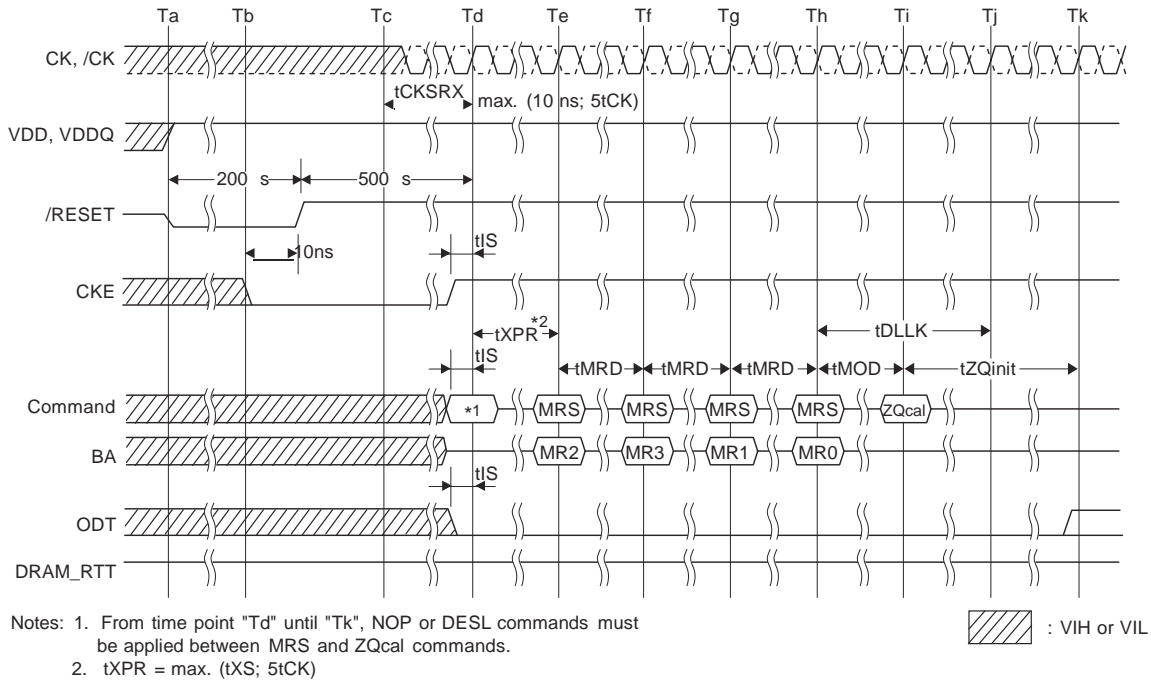 Ta Tb Tc Td Te Tf Tg Th Ti Tj Tk
CK, /CK
tCKSRX max. (10 ns; 5tCK)
VDD, VDDQ
200 s 500 s
/RESET
10ns tIS
CKE
tXPR*2 tDLLK
tIS tMRD tMRD tMRD tMOD tZQinit
Command *1 MRS MRS MRS MRS ZQcal
BA MR2 MR3 MR1 MR0
tIS
ODT
DRAM_RTT
Notes: 1. From time point "Td" until "Tk", NOP or DESL commands must
be applied between MRS and ZQcal commands.
2. tXPR = max. (tXS; 5tCK)
: VIH or VIL